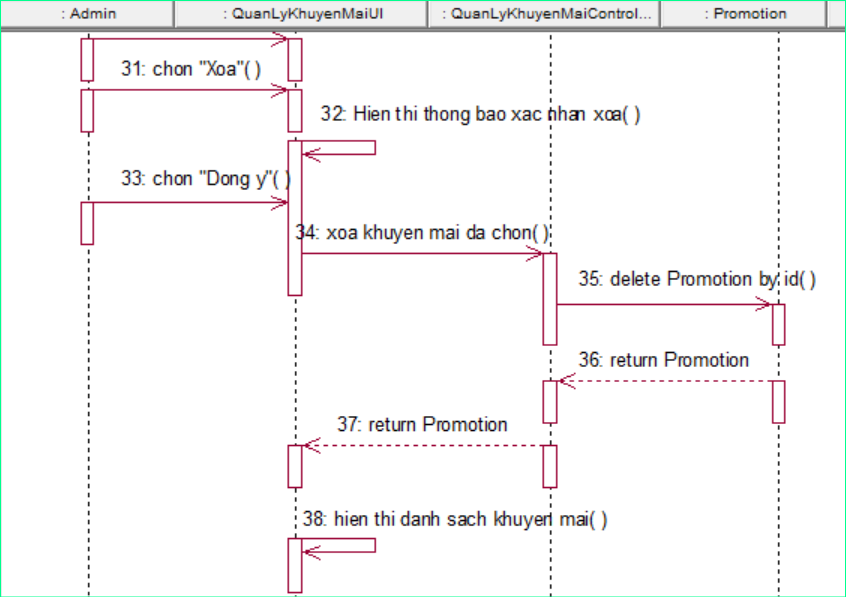 : Admin
: QuanLyKhuyenMaiUI
: QuanLyKhuyenMaiControl...
: Promotion
31: chon "Xoa"( )
32: Hien thi thong bao xac nhan xoa( )
33: chon "Dong y"( )
34: xoa khuyen mai da chon( )
35: delete Promotion by id( )
36: return Promotion
37: return Promotion
38: hien thi danh sach khuyen mai( )